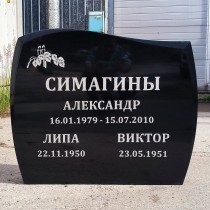 СИМАГИНЫ
АЛЕКСАНДР
16.01.1979 - 15.07.2010
ЛИПА ВИКТОР
22.11.1950 23.05.1951